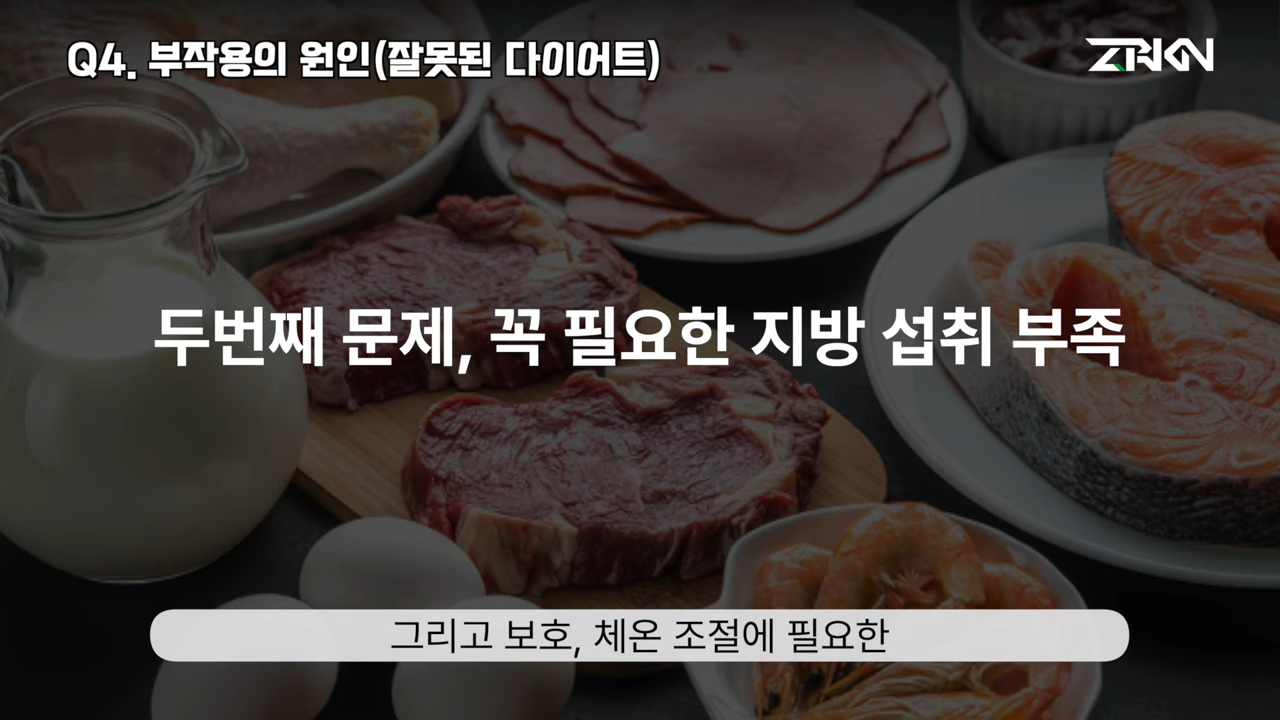 Q4. 부작용의 원인(잘못된 다이어트)
ZRKN
두번째 문제, 꼭 필요한 지방 섭취 부족
그리고 보호, 체온 조절에 필요한